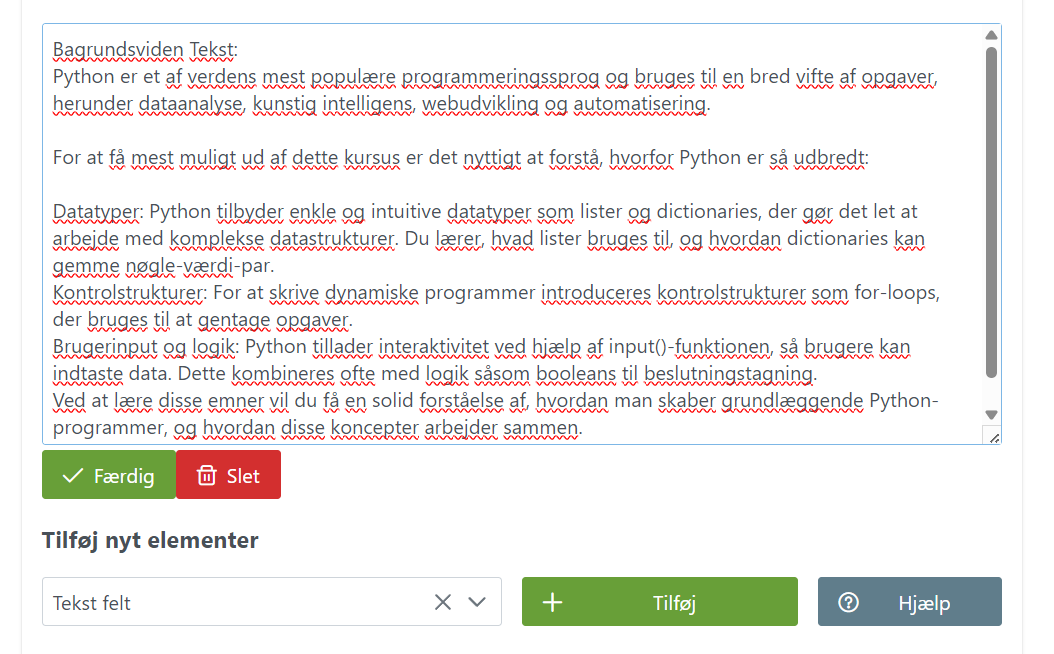 Bagrundsviden Tekst:
Python er et af verdens mest populære programmeringssprog og bruges til en bred vifte af opgaver,
herunder dataanalyse, kunstig intelligens, webudvikling og automatisering.
For at få mest muligt ud af dette kursus er det nyttigt at forstå, hvorfor Python er så udbredt:
Datatyper: Python tilbyder enkle og intuitive datatyper som lister og dictionaries, der gør det let at
arbejde med komplekse datastrukturer. Du lærer, hvad lister bruges til, og hvordan dictionaries kan
gemme nøgle-værdi-par.
Kontrolstrukturer: For at skrive dynamiske programmer introduceres kontrolstrukturer som for-loops,
der bruges til at gentage opgaver.
Brugerinput og logik: Python tillader interaktivitet ved hjælp af input()-funktionen, så brugere kan
indtaste data. Dette kombineres ofte med logik såsom booleans til beslutningstagning.
Ved at lære disse emner vil du få en solid forståelse af, hvordan man skaber grundlæggende Python-
programmer, og hvordan disse koncepter arbejder sammen.
Færdig Slet
Tilføj nyt elementer
Tekst felt Tilføj Hjælp